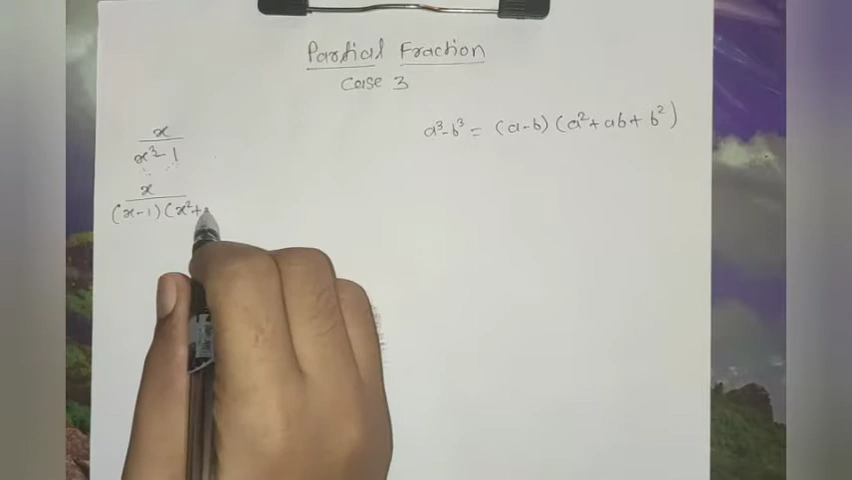 Partial Fraction
Case 3
a³-b³ = (a-b) (a²+ab+b²)
x
x³-1
x
(x-1)(x²+